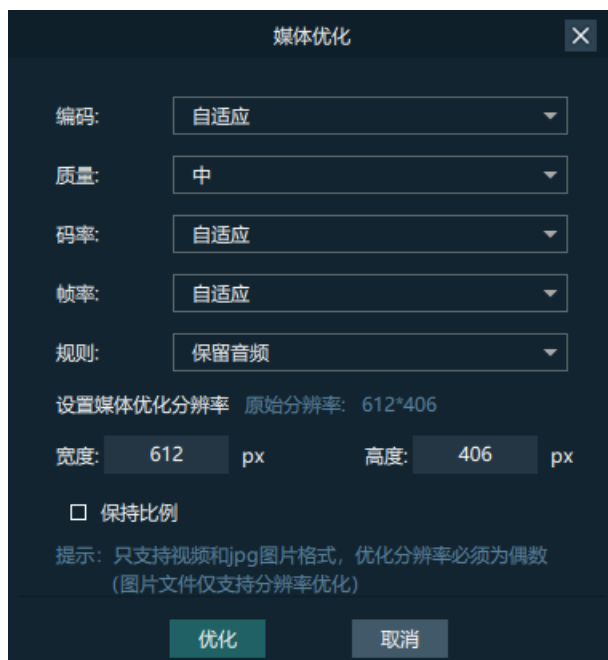 媒体优化
编码: 自适应
质量: 中
码率: 自适应
帧率: 自适应
规则: 保留音频
设置媒体优化分辨率 原始分辨率: 612*406
宽度: 612 px 高度: 406 px
保持比例
提示: 只支持视频和jpg图片格式，优化分辨率必须为偶数
(图片文件仅支持分辨率优化)
优化 取消